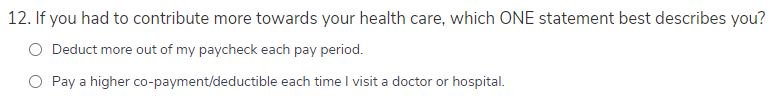 12. If you had to contribute more towards your health care, which ONE statement best describes you?
Deduct more out of my paycheck each pay period.
Pay a higher co-payment/deductible each time I visit a doctor or hospital.